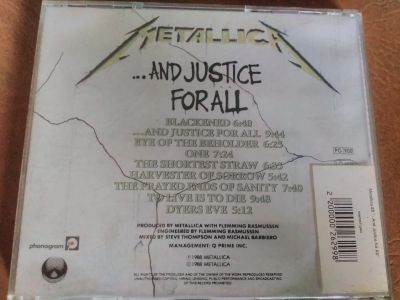 METALLICA
...AND JUSTICE
FOR ALL
BLACKENED 6:40
...AND JUSTICE FOR ALL 9:44
EYE OF THE BEHOLDER 6:25
ONE 7:24
THE SHORTEST STRAW 6:35
HARVESTER OF SORROW 5:42
THE FRAYED ENDS OF SANITY 7:40
TO LIVE IS TO DIE 9:48
DYERS EVE 5:12
PRODUCED BY METALLICA WITH FLEMMING RASMUSSEN
ENGINEERED BY FLEMMING RASMUSSEN
MIXED BY STEVE THOMPSON AND MICHAEL BARBIERO
MANAGEMENT: Q PRIME INC.
phonogram
℗ 1988 METALLICA
© 1988 METALLICA
2 200000 262998